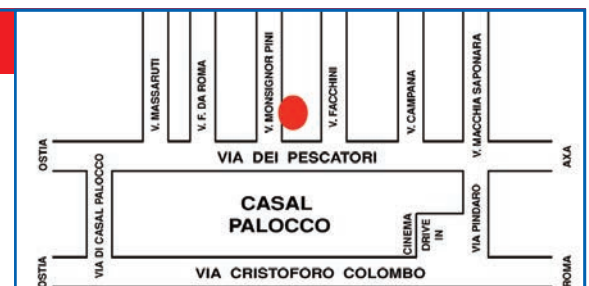 V. MASSARUTI
V. F. DA ROMA
V. MONSIGNOR PINI
V. FACCHINI
V. CAMPANA
V. MACCHIA SAPONARA
OSTIA
VIA DEI PESCATORI
AXA
VIA DI CASAL PALOCCO
CASAL
PALOCCO
CINEMA
DRIVE
IN
VIA PINDARO
OSTIA
VIA CRISTOFORO COLOMBO
ROMA